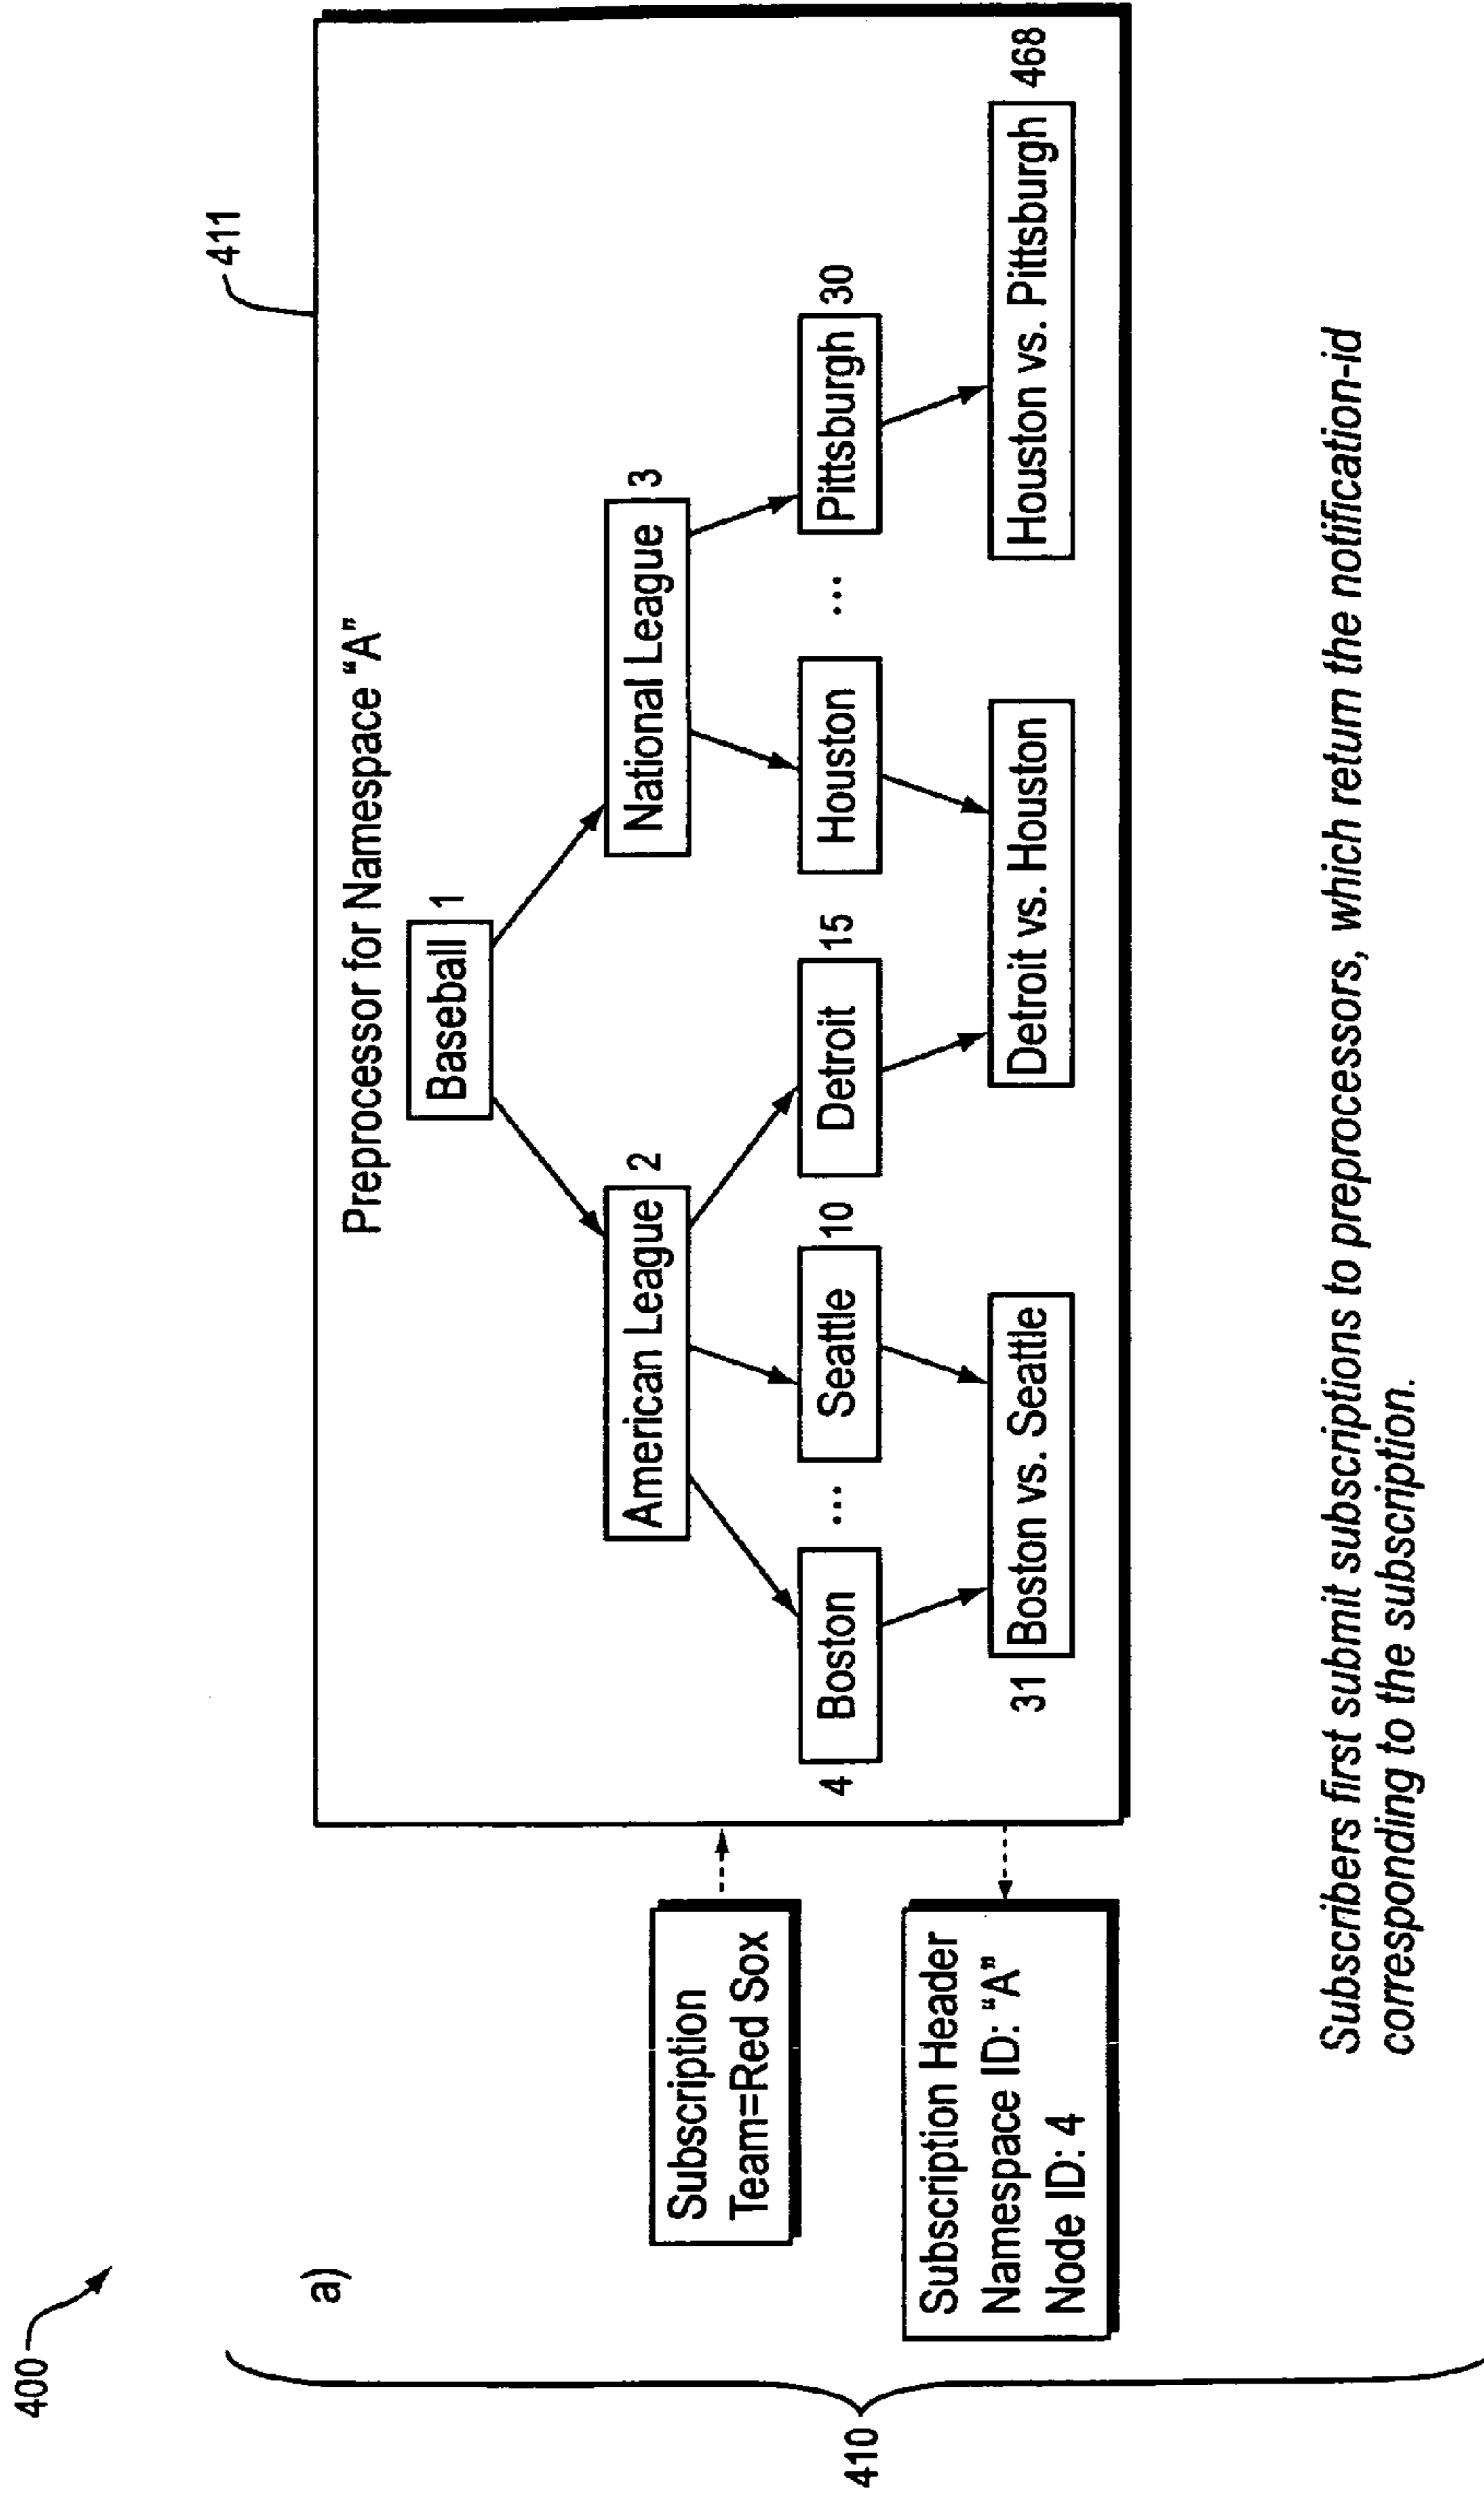 400
a)
410
411
Preprocessor for Namespace “A”
Baseball 1
American League 2
National League 3
4 Boston
...
Seattle 10
Detroit 15
Houston
...
Pittsburgh 30
31 Boston vs. Seattle
Detroit vs. Houston
Houston vs. Pittsburgh 468
Subscription
Team=Red Sox
Subscription Header
Namespace ID: “A”
Node ID: 4
Subscribers first submit subscriptions to preprocessors, which return the notification-id
corresponding to the subscription.